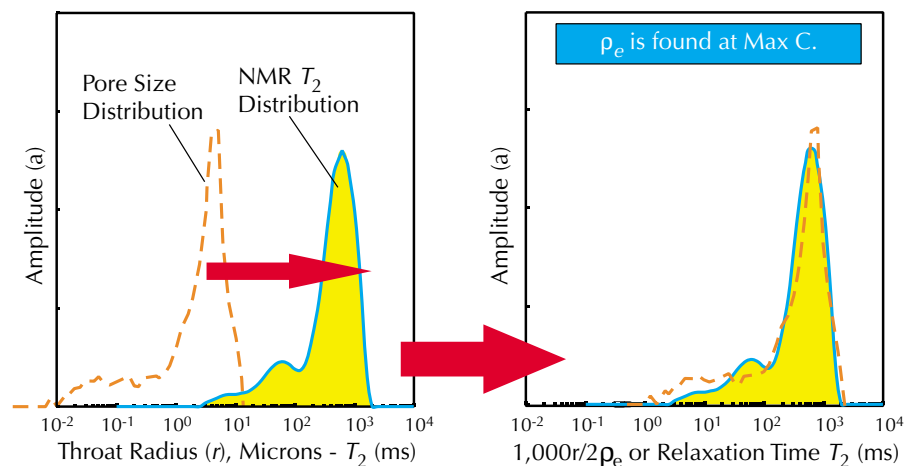 Pore Size
Distribution
NMR T₂
Distribution
Amplitude (a)
10⁻² 10⁻¹ 10⁰ 10¹ 10² 10³ 10⁴
Throat Radius (r), Microns - T₂ (ms)
ρₑ is found at Max C.
Amplitude (a)
10⁻² 10⁻¹ 10⁰ 10¹ 10² 10³ 10⁴
1,000r/2ρₑ or Relaxation Time T₂ (ms)